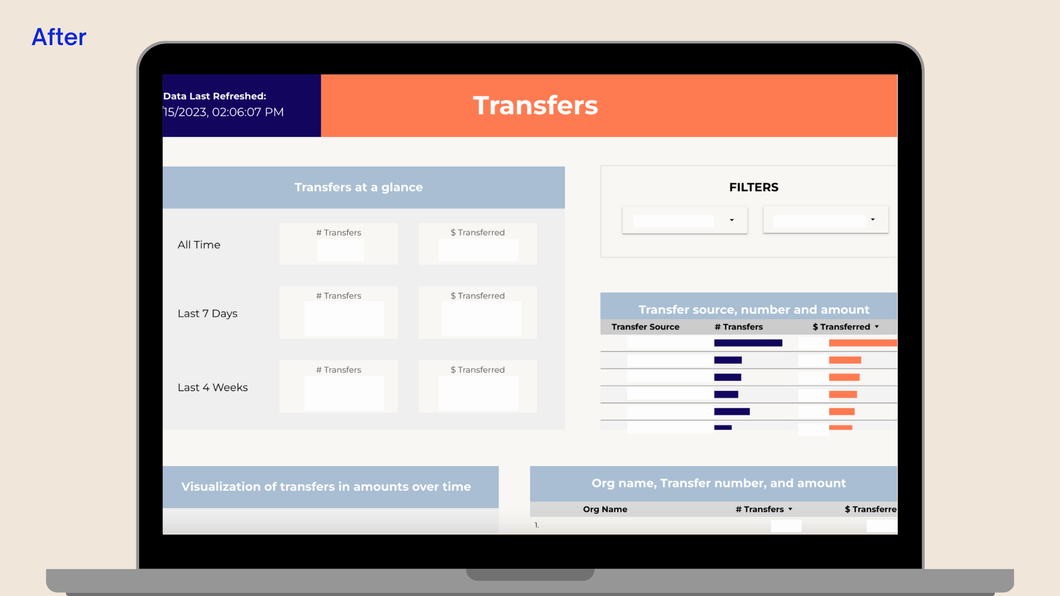 After
Data Last Refreshed:
15/2023, 02:06:07 PM
Transfers
Transfers at a glance
FILTERS
All Time
# Transfers
$ Transferred
Last 7 Days
# Transfers
$ Transferred
Last 4 Weeks
# Transfers
$ Transferred
Transfer source, number and amount
Transfer Source # Transfers $ Transferred
Visualization of transfers in amounts over time
Org name, Transfer number, and amount
Org Name # Transfers $ Transferre
1.